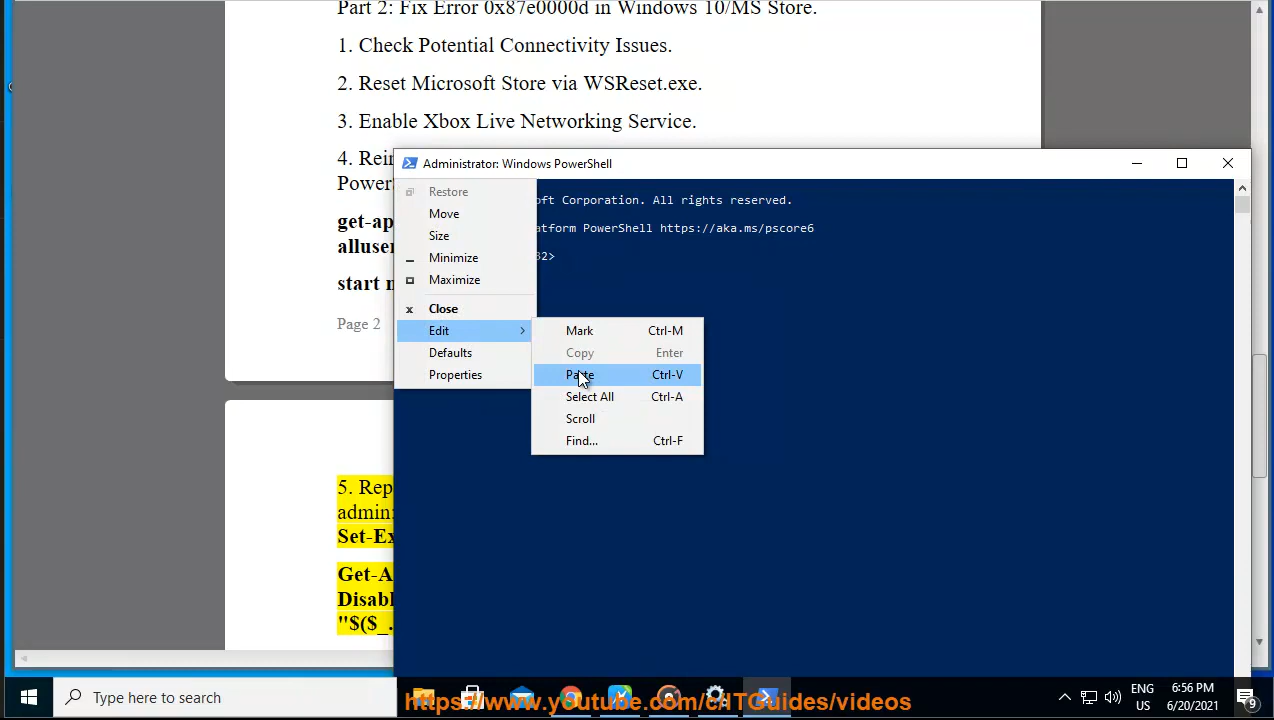 Part 2: Fix Error 0x87e0000d in Windows 10/MS Store.
1. Check Potential Connectivity Issues.
2. Reset Microsoft Store via WSReset.exe.
3. Enable Xbox Live Networking Service.
4. Rei
Power
get-ap
alluser
start
Page 2
5. Rep
admin
Set-Ex
Get-A
Disabl
"$($_.
Administrator: Windows PowerShell
oft Corporation. All rights reserved.
atform PowerShell https://aka.ms/pscore6
32>
Restore
Move
Size
Minimize
Maximize
x Close
Edit
Defaults
Properties
Mark Ctrl-M
Copy Enter
Paste Ctrl-V
Select All Ctrl-A
Scroll
Find... Ctrl-F
Type here to search
https://www.youtube.com/c/ITGuides/videos
ENG
US
6:56 PM
6/20/2021
9